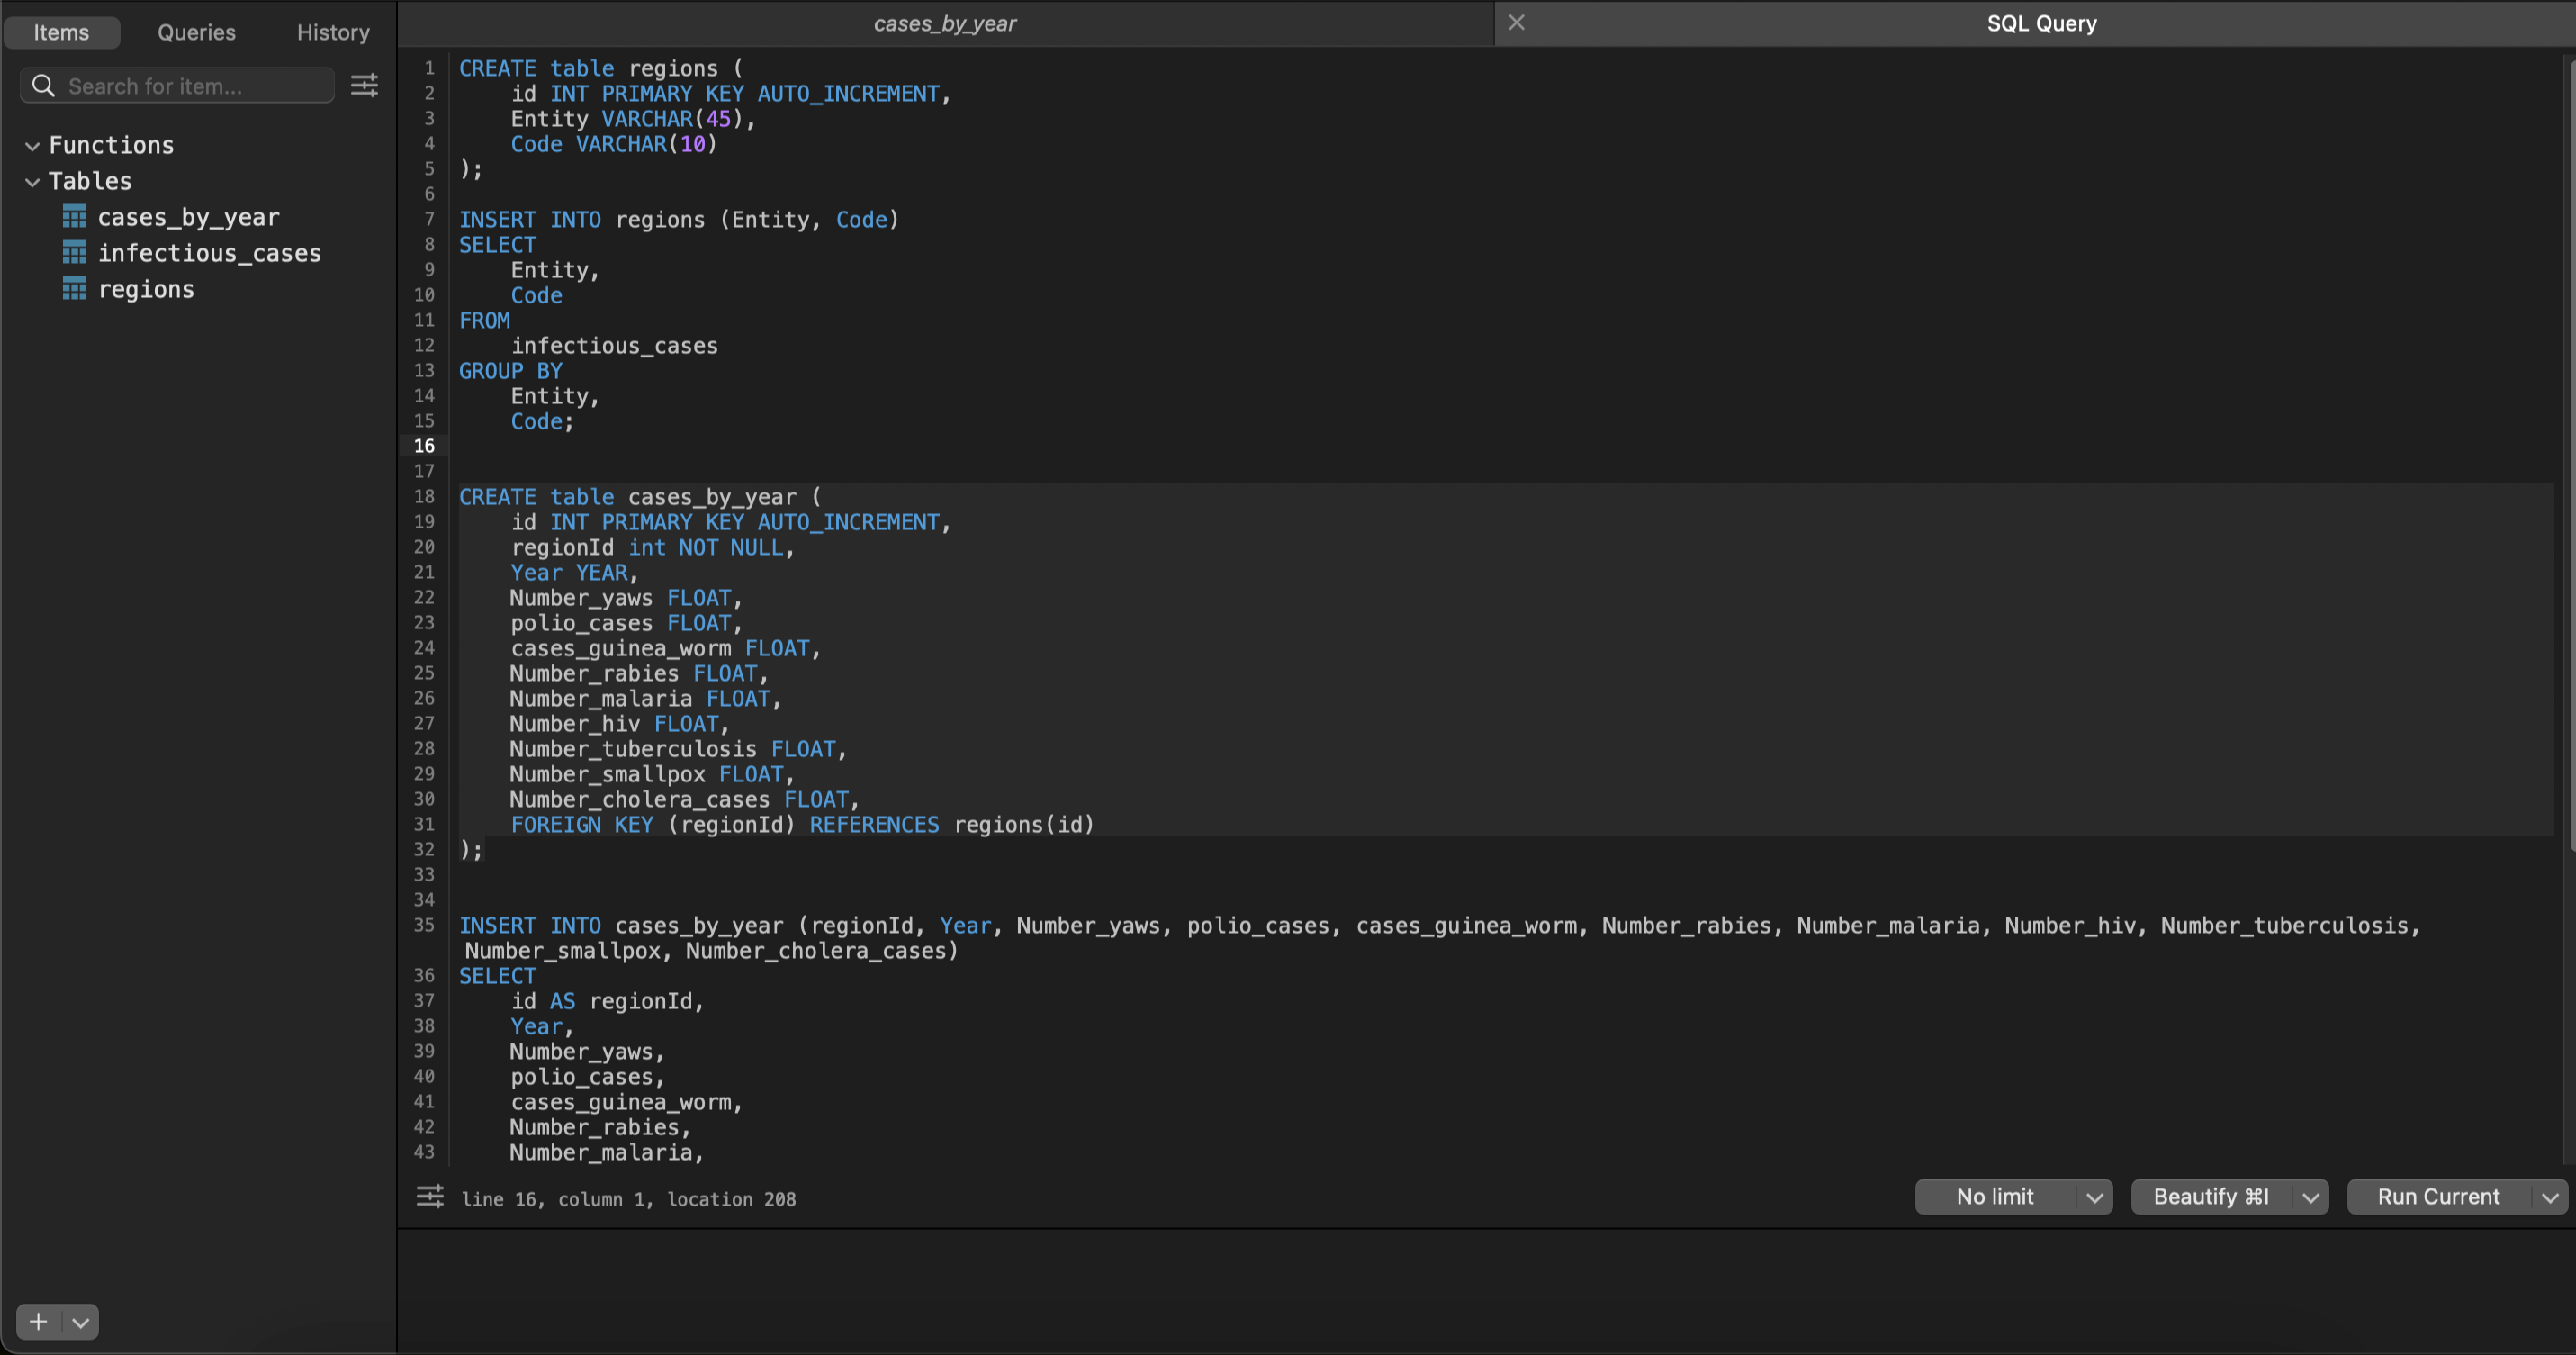 Items Queries History
Search for item...
Functions
Tables
cases_by_year
infectious_cases
regions
cases_by_year
SQL Query
1 CREATE table regions (
2 id INT PRIMARY KEY AUTO_INCREMENT,
3 Entity VARCHAR(45),
4 Code VARCHAR(10)
5 );
6
7 INSERT INTO regions (Entity, Code)
8 SELECT
9 Entity,
10 Code
11 FROM
12 infectious_cases
13 GROUP BY
14 Entity,
15 Code;
16
17
18 CREATE table cases_by_year (
19 id INT PRIMARY KEY AUTO_INCREMENT,
20 regionId int NOT NULL,
21 Year YEAR,
22 Number_yaws FLOAT,
23 polio_cases FLOAT,
24 cases_guinea_worm FLOAT,
25 Number_rabies FLOAT,
26 Number_malaria FLOAT,
27 Number_hiv FLOAT,
28 Number_tuberculosis FLOAT,
29 Number_smallpox FLOAT,
30 Number_cholera_cases FLOAT,
31 FOREIGN KEY (regionId) REFERENCES regions(id)
32 );
33
34
35 INSERT INTO cases_by_year (regionId, Year, Number_yaws, polio_cases, cases_guinea_worm, Number_rabies, Number_malaria, Number_hiv, Number_tuberculosis,
Number_smallpox, Number_cholera_cases)
36 SELECT
37 id AS regionId,
38 Year,
39 Number_yaws,
40 polio_cases,
41 cases_guinea_worm,
42 Number_rabies,
43 Number_malaria,
line 16, column 1, location 208
No limit
Beautify ⌘I
Run Current